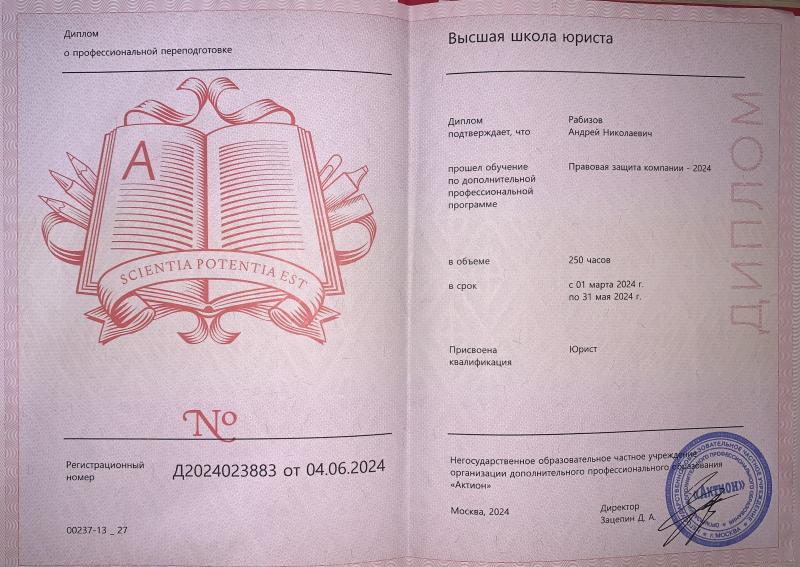 Диплом
о профессиональной переподготовке
А
SCIENTIA POTENTIA EST
№
Регистрационный
номер
Д2024023883 от 04.06.2024
00237-13 _ 27
Высшая школа юриста
Диплом
подтверждает, что
Рабизов
Андрей Николаевич
прошел обучение
по дополнительной
профессиональной
программе
Правовая защита компании - 2024
в объеме
250 часов
в срок
с 01 марта 2024 г.
по 31 мая 2024 г.
Присвоена
квалификация
Юрист
Негосударственное образовательное частное учреждение
организации дополнительного профессионального образования
«Актион»
Москва, 2024
Директор
Зацепин Д. А.
ДИПЛОМ
«АКТИОН»
Г. МОСКВА